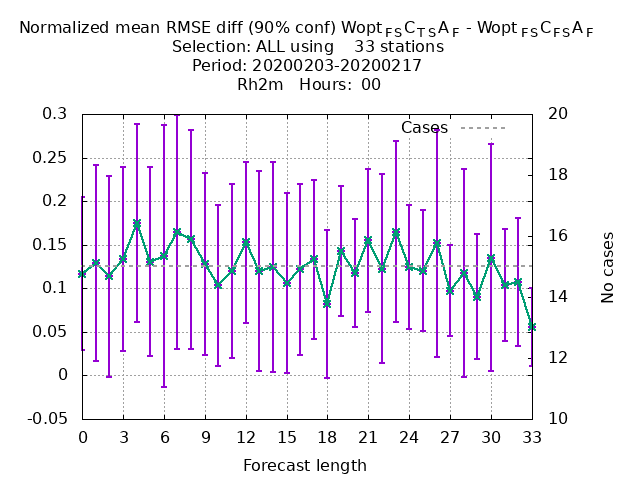 Normalized mean RMSE diff (90% conf) Wopt FS C T S A F - Wopt FS C F S A F
Selection: ALL using    33 stations
Period: 20200203-20200217
Rh2m   Hours:  00
Cases
0.3
0.25
0.2
0.15
0.1
0.05
0
-0.05
20
18
16
14
12
10
No cases
0 3 6 9 12 15 18 21 24 27 30 33
Forecast length